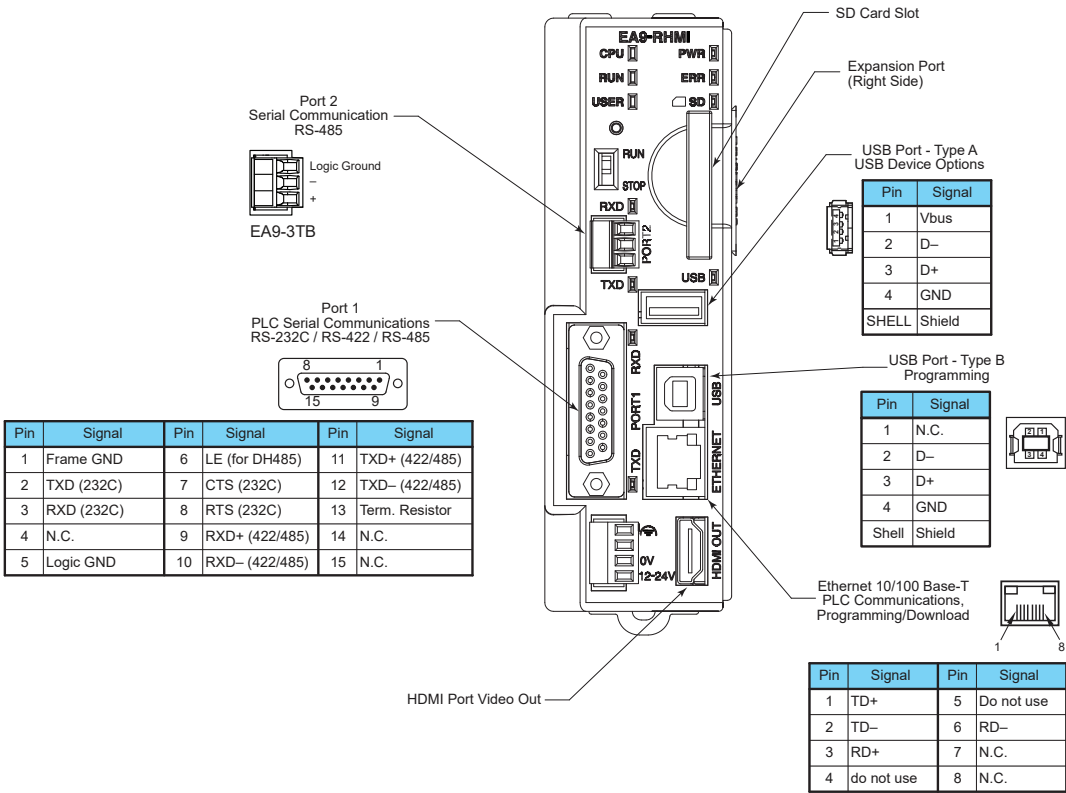 SD Card Slot
Expansion Port
(Right Side)
Port 2
Serial Communication
RS-485
Logic Ground
–
+
EA9-3TB
EA9-RHMI
CPU PWR
RUN ERR
USER SD
RUN
STOP
RXD
PORT2
TXD USB
RXD
PORT1
TXD
USB
ETHERNET
0V
12-24V
HDMI OUT
USB Port - Type A
USB Device Options
4
3
2
1
Pin Signal
1 Vbus
2 D–
3 D+
4 GND
SHELL Shield
Port 1
PLC Serial Communications
RS-232C / RS-422 / RS-485
8 1
15 9
Pin Signal Pin Signal Pin Signal
1 Frame GND 6 LE (for DH485) 11 TXD+ (422/485)
2 TXD (232C) 7 CTS (232C) 12 TXD– (422/485)
3 RXD (232C) 8 RTS (232C) 13 Term. Resistor
4 N.C. 9 RXD+ (422/485) 14 N.C.
5 Logic GND 10 RXD– (422/485) 15 N.C.
USB Port - Type B
Programming
Pin Signal
1 N.C.
2 D–
3 D+
4 GND
Shell Shield
2 1
3 4
Ethernet 10/100 Base-T
PLC Communications,
Programming/Download
1 8
Pin Signal Pin Signal
1 TD+ 5 Do not use
2 TD– 6 RD–
3 RD+ 7 N.C.
4 do not use 8 N.C.
HDMI Port Video Out